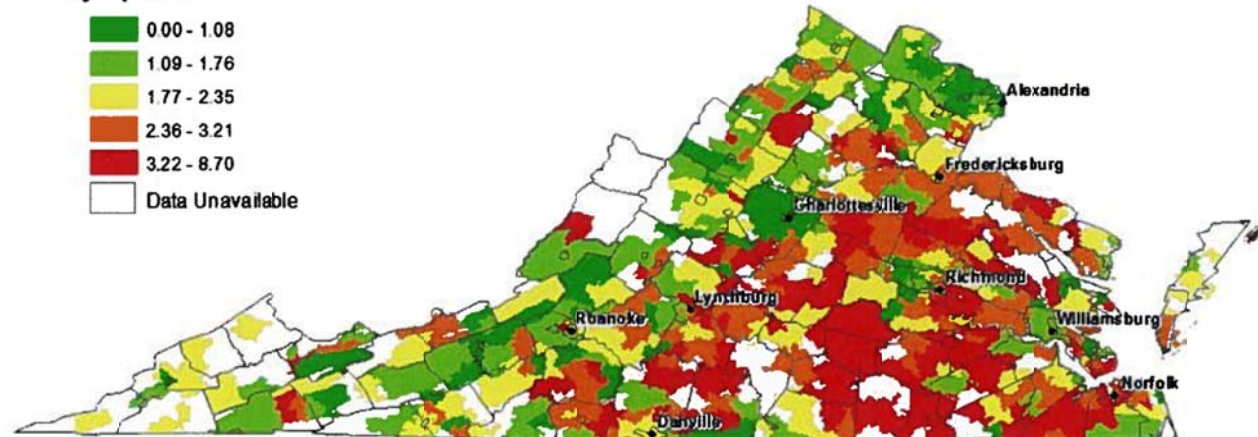 0.00 - 1.08
1.09 - 1.76
1.77 - 2.35
2.36 - 3.21
3.22 - 8.70
Data Unavailable
Alexandria
Fredericksburg
Charlottesville
Richmond
Lynchburg
Roanoke
Williamsburg
Norfolk
Danville